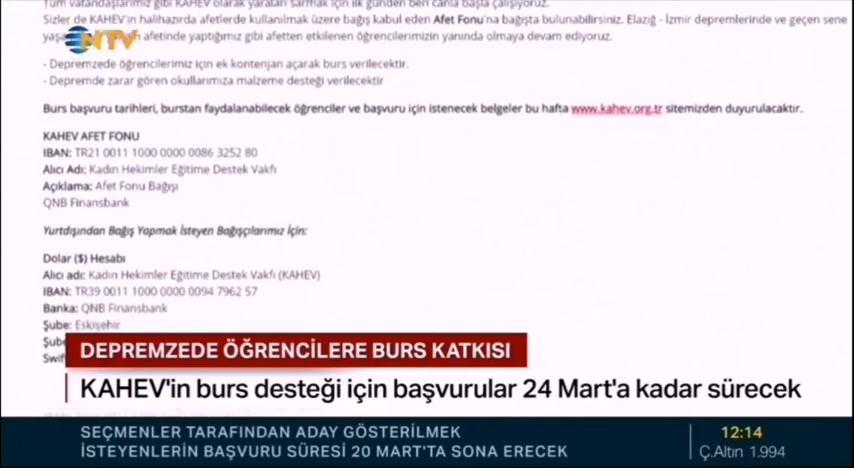 Tüm vatandaşlarımız gibi KAHEV olarak yaraları sarmak için ilk günden beri canla başla çalışıyoruz.
Sizler de KAHEV'in halihazırda afetlerde kullanılmak üzere bağış kabul eden Afet Fonu'na bağışta bulunabilirsiniz. Elazığ - İzmir depremlerinde ve geçen sene
afetinde yaptığımız gibi afetten etkilenen öğrencilerimizin yanında olmaya devam ediyoruz.
NTV
- Depremzede öğrencilerimiz için ek kontenjan açarak burs verilecektir.
- Depremde zarar gören okullarımıza malzeme desteği verilecektir
Burs başvuru tarihleri, burstan faydalanabilecek öğrenciler ve başvuru için istenecek belgeler bu hafta www.kahev.org.tr sitemizden duyurulacaktır.
KAHEV AFET FONU
IBAN: TR21 0011 1000 0000 0086 3252 80
Alıcı Adı: Kadın Hekimler Eğitime Destek Vakfı
Açıklama: Afet Fonu Bağışı
QNB Finansbank
Yurtdışından Bağış Yapmak İsteyen Bağışçılarımız İçin:
Dolar ($) Hesabı
Alıcı adı: Kadın Hekimler Eğitime Destek Vakfı (KAHEV)
IBAN: TR39 0011 1000 0000 0094 7962 57
Banka: QNB Finansbank
Şube: Eskişehir
Şube
Swift
DEPREMZEDE ÖĞRENCİLERE BURS KATKISI
KAHEV'in burs desteği için başvurular 24 Mart'a kadar sürecek
SEÇMENLER TARAFINDAN ADAY GÖSTERİLMEK
İSTEYENLERİN BAŞVURU SÜRESİ 20 MART'TA SONA ERECEK
12:14
Ç.Altın 1.994